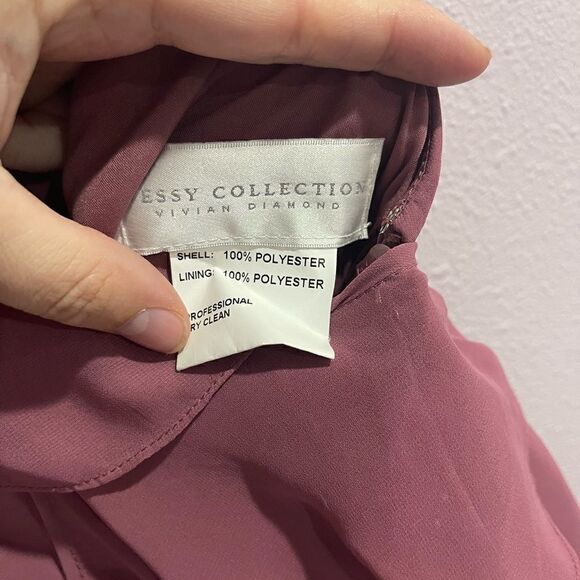 ESSY COLLECTION
VIVIAN DIAMOND
SHELL: 100% POLYESTER
LINING: 100% POLYESTER
PROFESSIONAL
RY CLEAN